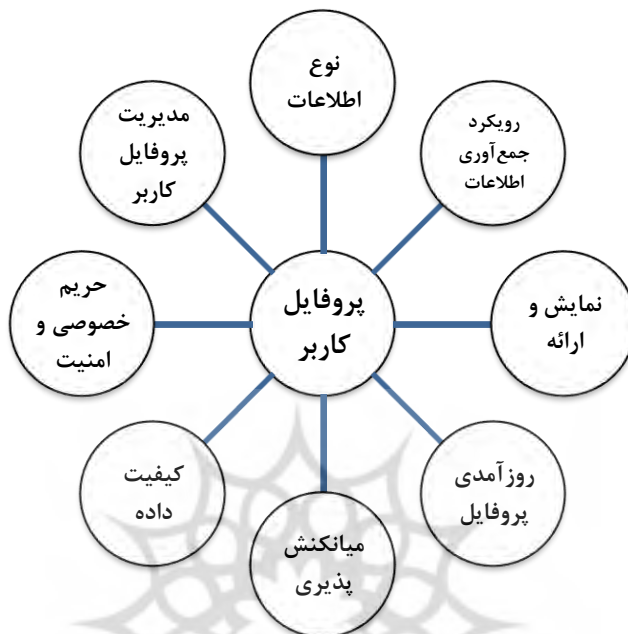 نوع
اطلاعات
رویکرد
جمع‌آوری
اطلاعات
مدیریت
پروفایل
کاربر
نمایش و
ارائه
پروفایل
کاربر
حریم
خصوصی و
امنیت
روزآمدی
پروفایل
کیفیت
داده
میانکنش
پذیری